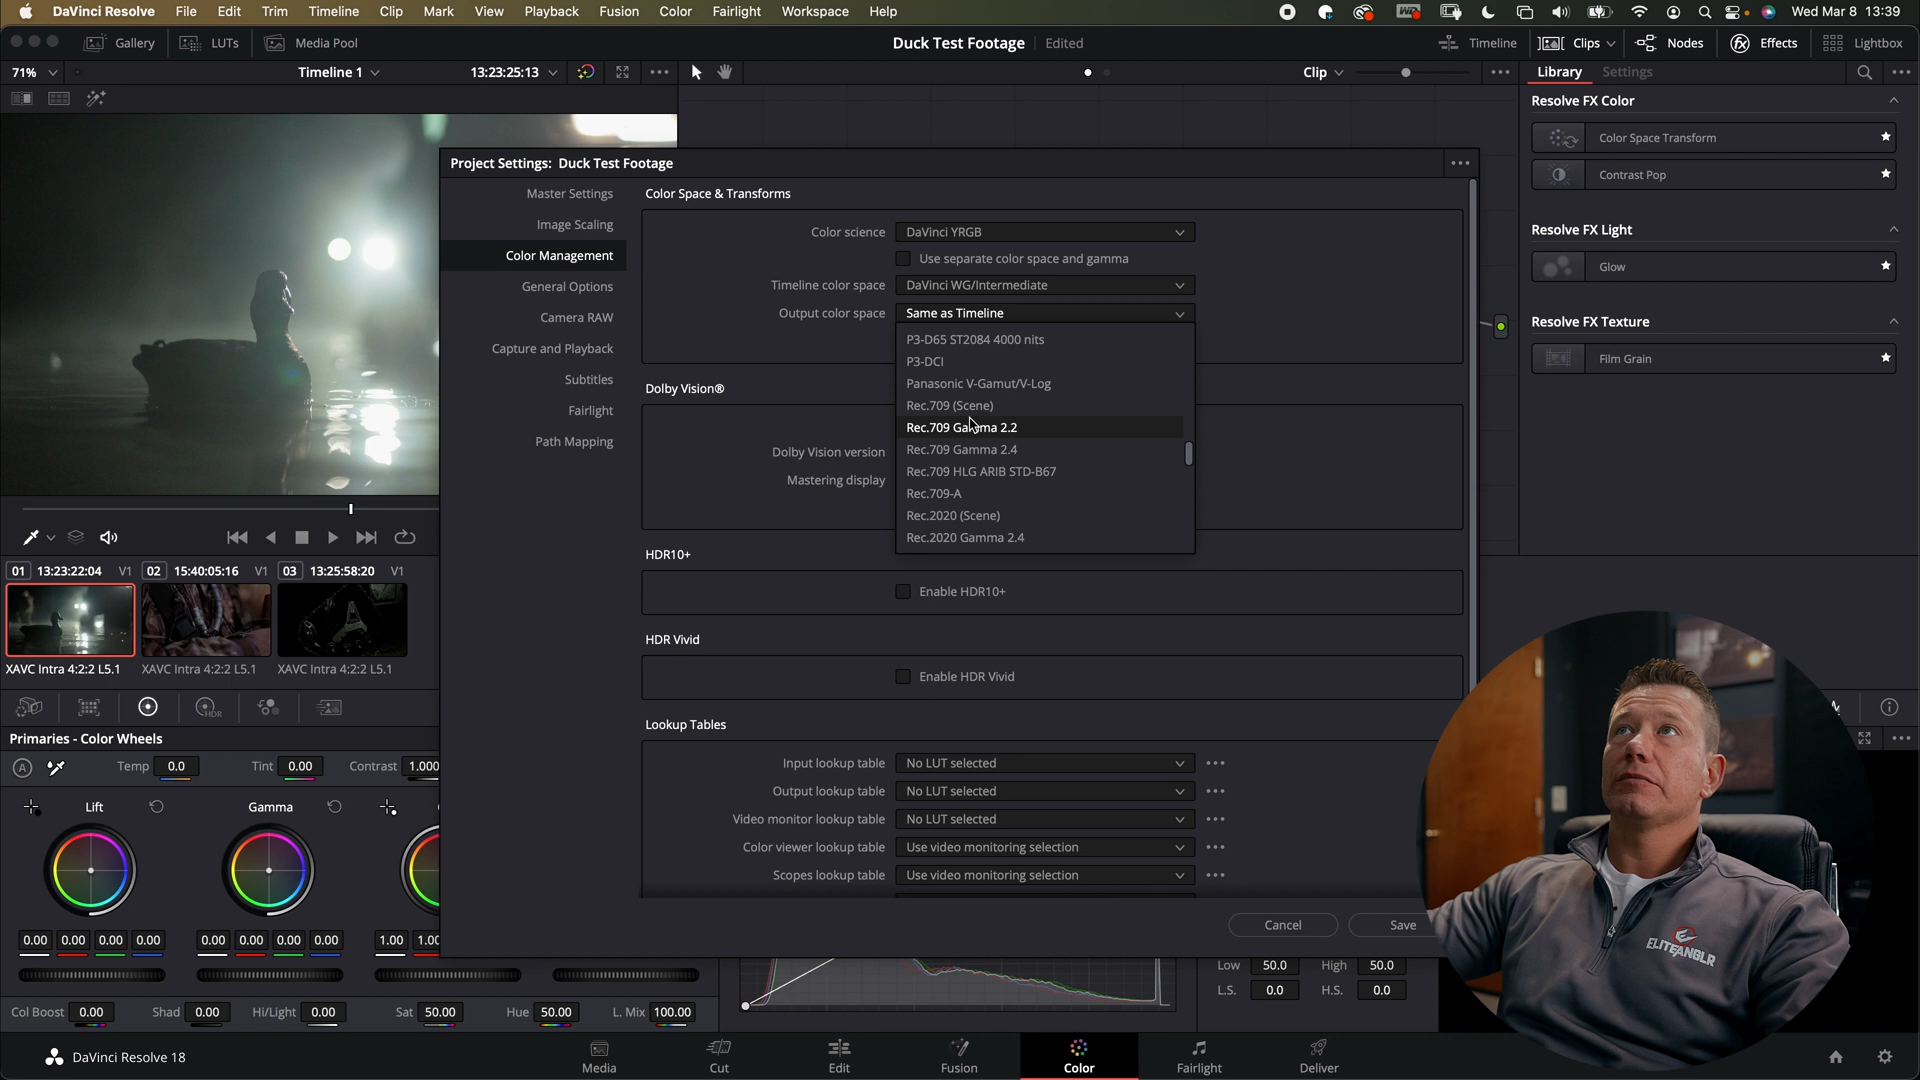 DaVinci Resolve File Edit Trim Timeline Clip Mark View Playback Fusion Color Fairlight Workspace Help Wed Mar 8 13:39
Gallery LUTs Media Pool Duck Test Footage Edited Timeline Clips Nodes Effects Lightbox
71% Timeline 1 13:23:25:13 Clip Library Settings
Resolve FX Color
Color Space Transform
Contrast Pop
Resolve FX Light
Glow
Resolve FX Texture
Film Grain
Project Settings: Duck Test Footage
Master Settings
Image Scaling
Color Management
General Options
Camera RAW
Capture and Playback
Subtitles
Fairlight
Path Mapping
Color Space & Transforms
Color science DaVinci YRGB
Use separate color space and gamma
Timeline color space DaVinci WG/Intermediate
Output color space Same as Timeline
P3-D65 ST2084 4000 nits
P3-DCI
Panasonic V-Gamut/V-Log
Rec.709 (Scene)
Rec.709 Gamma 2.2
Rec.709 Gamma 2.4
Rec.709 HLG ARIB STD-B67
Rec.709-A
Rec.2020 (Scene)
Rec.2020 Gamma 2.4
Dolby Vision®
Dolby Vision version
Mastering display
HDR10+
Enable HDR10+
HDR Vivid
Enable HDR Vivid
Lookup Tables
Input lookup table No LUT selected
Output lookup table No LUT selected
Video monitor lookup table No LUT selected
Color viewer lookup table Use video monitoring selection
Scopes lookup table Use video monitoring selection
Cancel Save
01 13:23:22:04 V1 02 15:40:05:16 V1 03 13:25:58:20 V1
XAVC Intra 4:2:2 L5.1 XAVC Intra 4:2:2 L5.1 XAVC Intra 4:2:2 L5.1
HDR
Primaries - Color Wheels
A Temp 0.0 Tint 0.00 Contrast 1.000
Lift Gamma
0.00 0.00 0.00 0.00 0.00 0.00 0.00 0.00 1.00
Col Boost 0.00 Shad 0.00 Hi/Light 0.00 Sat 50.00 Hue 50.00 L. Mix 100.00
Low 50.0 High 50.0
L.S. 0.0 H.S. 0.0
ELITEANGLR
DaVinci Resolve 18 Media Cut Edit Fusion Color Fairlight Deliver